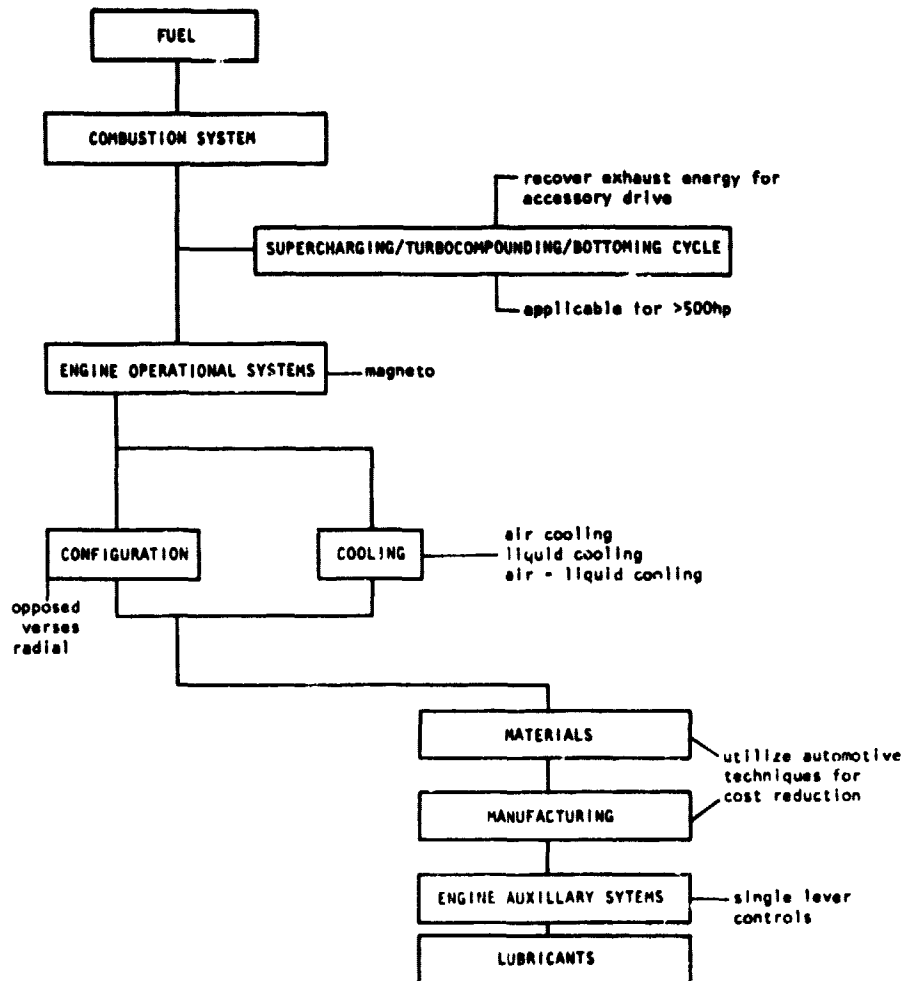 FUEL
COMBUSTION SYSTEM
recover exhaust energy for
accessory drive
SUPERCHARGING/TURBOCOMPOUNDING/BOTTOMING CYCLE
applicable for >500hp
ENGINE OPERATIONAL SYSTEMS
magneto
CONFIGURATION
COOLING
air cooling
liquid cooling
air - liquid cooling
opposed
verses
radial
MATERIALS
utilize automotive
techniques for
cost reduction
MANUFACTURING
ENGINE AUXILLARY SYTEMS
single lever
controls
LUBRICANTS